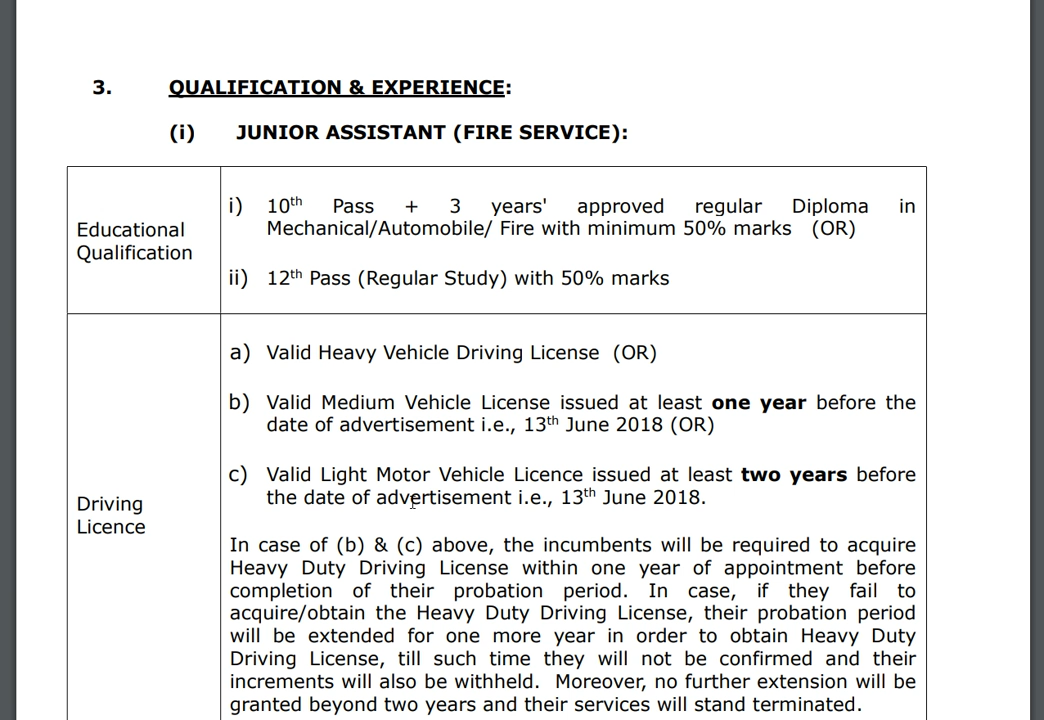 3. QUALIFICATION & EXPERIENCE:
(i) JUNIOR ASSISTANT (FIRE SERVICE):
Educational Qualification
i) 10th Pass + 3 years' approved regular Diploma in
Mechanical/Automobile/ Fire with minimum 50% marks (OR)
ii) 12th Pass (Regular Study) with 50% marks
Driving Licence
a) Valid Heavy Vehicle Driving License (OR)
b) Valid Medium Vehicle License issued at least one year before the
date of advertisement i.e., 13th June 2018 (OR)
c) Valid Light Motor Vehicle Licence issued at least two years before
the date of advertisement i.e., 13th June 2018.
In case of (b) & (c) above, the incumbents will be required to acquire
Heavy Duty Driving License within one year of appointment before
completion of their probation period. In case, if they fail to
acquire/obtain the Heavy Duty Driving License, their probation period
will be extended for one more year in order to obtain Heavy Duty
Driving License, till such time they will not be confirmed and their
increments will also be withheld. Moreover, no further extension will be
granted beyond two years and their services will stand terminated.